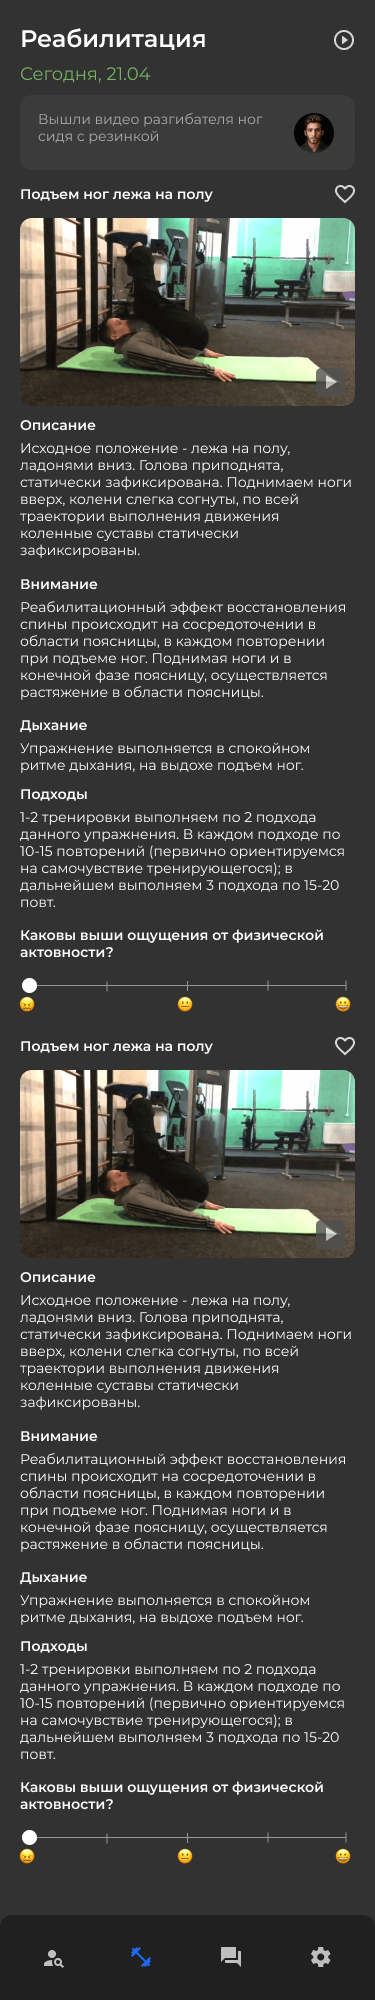 Реабилитация
Сегодня, 21.04
Вышли видео разгибателя ног
сидя с резинкой
Подъем ног лежа на полу
Описание
Исходное положение - лежа на полу,
ладонями вниз. Голова приподнята,
статически зафиксирована. Поднимаем ноги
вверх, колени слегка согнуты, по всей
траектории выполнения движения
коленные суставы статически
зафиксированы.
Внимание
Реабилитационный эффект восстановления
спины происходит на сосредоточении в
области поясницы, в каждом повторении
при подъеме ног. Поднимая ноги и в
конечной фазе поясницу, осуществляется
растяжение в области поясницы.
Дыхание
Упражнение выполняется в спокойном
ритме дыхания, на выдохе подъем ног.
Подходы
1-2 тренировки выполняем по 2 подхода
данного упражнения. В каждом подходе по
10-15 повторений (первично ориентируемся
на самочувствие тренирующегося); в
дальнейшем выполняем 3 подхода по 15-20
повт.
Каковы выши ощущения от физической
актовности?
Подъем ног лежа на полу
Описание
Исходное положение - лежа на полу,
ладонями вниз. Голова приподнята,
статически зафиксирована. Поднимаем ноги
вверх, колени слегка согнуты, по всей
траектории выполнения движения
коленные суставы статически
зафиксированы.
Внимание
Реабилитационный эффект восстановления
спины происходит на сосредоточении в
области поясницы, в каждом повторении
при подъеме ног. Поднимая ноги и в
конечной фазе поясницу, осуществляется
растяжение в области поясницы.
Дыхание
Упражнение выполняется в спокойном
ритме дыхания, на выдохе подъем ног.
Подходы
1-2 тренировки выполняем по 2 подхода
данного упражнения. В каждом подходе по
10-15 повторений (первично ориентируемся
на самочувствие тренирующегося); в
дальнейшем выполняем 3 подхода по 15-20
повт.
Каковы выши ощущения от физической
актовности?